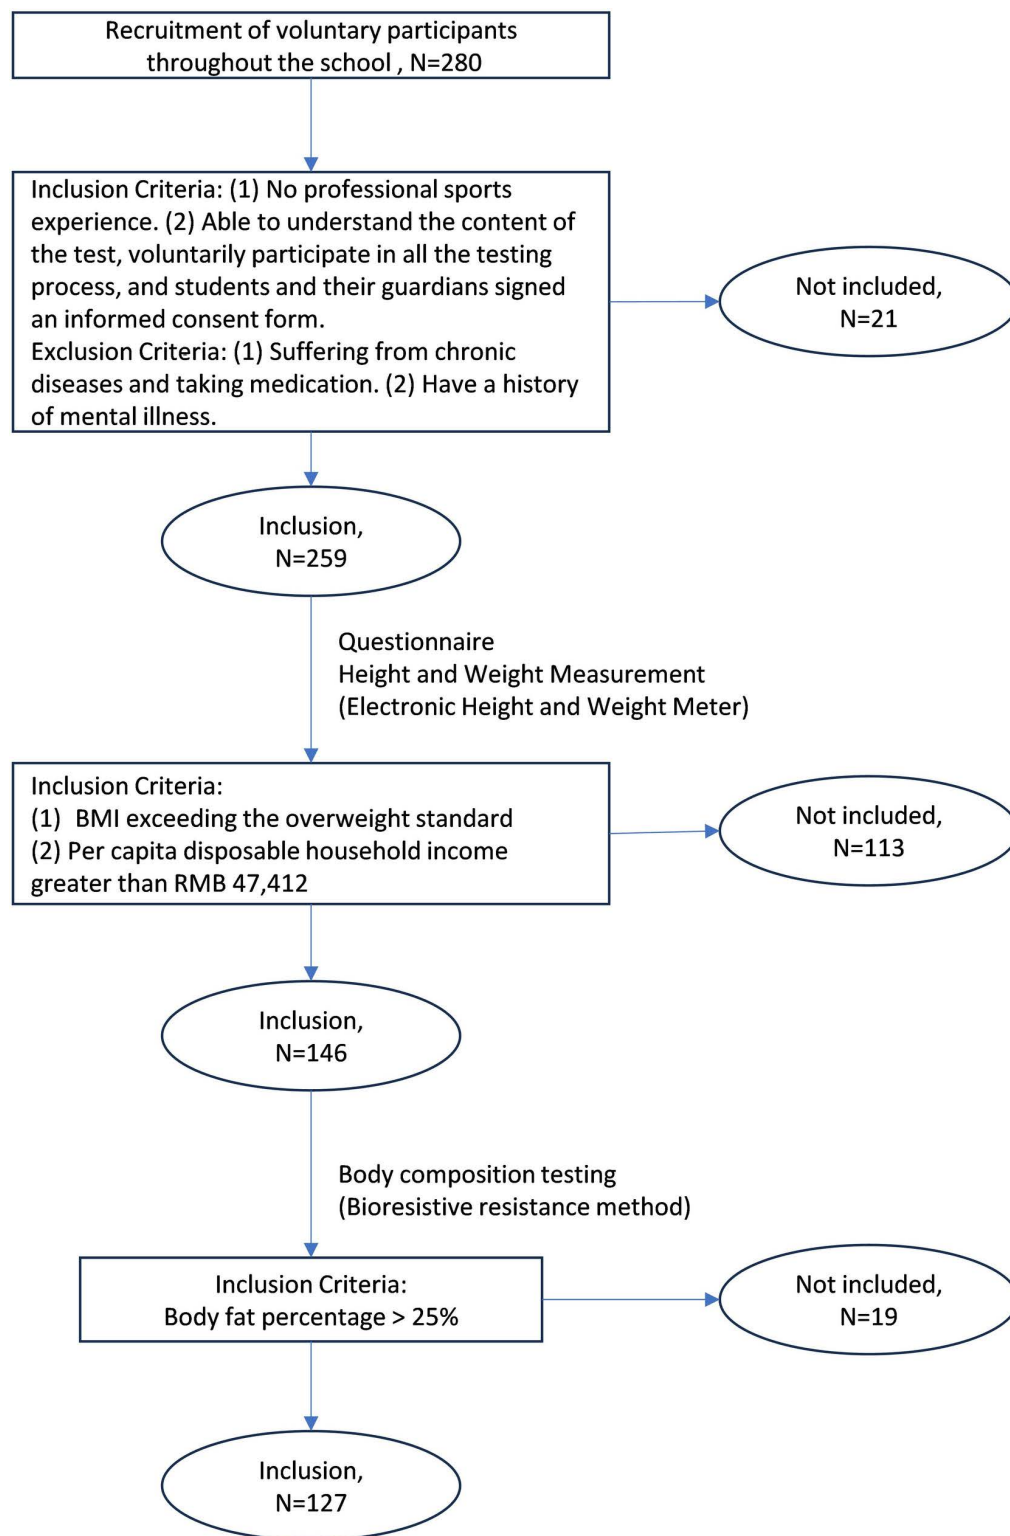 Recruitment of voluntary participants
throughout the school , N=280
Inclusion Criteria: (1) No professional sports
experience. (2) Able to understand the content of
the test, voluntarily participate in all the testing
process, and students and their guardians signed
an informed consent form.
Exclusion Criteria: (1) Suffering from chronic
diseases and taking medication. (2) Have a history
of mental illness.
Not included,
N=21
Inclusion,
N=259
Questionnaire
Height and Weight Measurement
(Electronic Height and Weight Meter)
Inclusion Criteria:
(1) BMI exceeding the overweight standard
(2) Per capita disposable household income
greater than RMB 47,412
Not included,
N=113
Inclusion,
N=146
Body composition testing
(Bioresistive resistance method)
Inclusion Criteria:
Body fat percentage > 25%
Not included,
N=19
Inclusion,
N=127